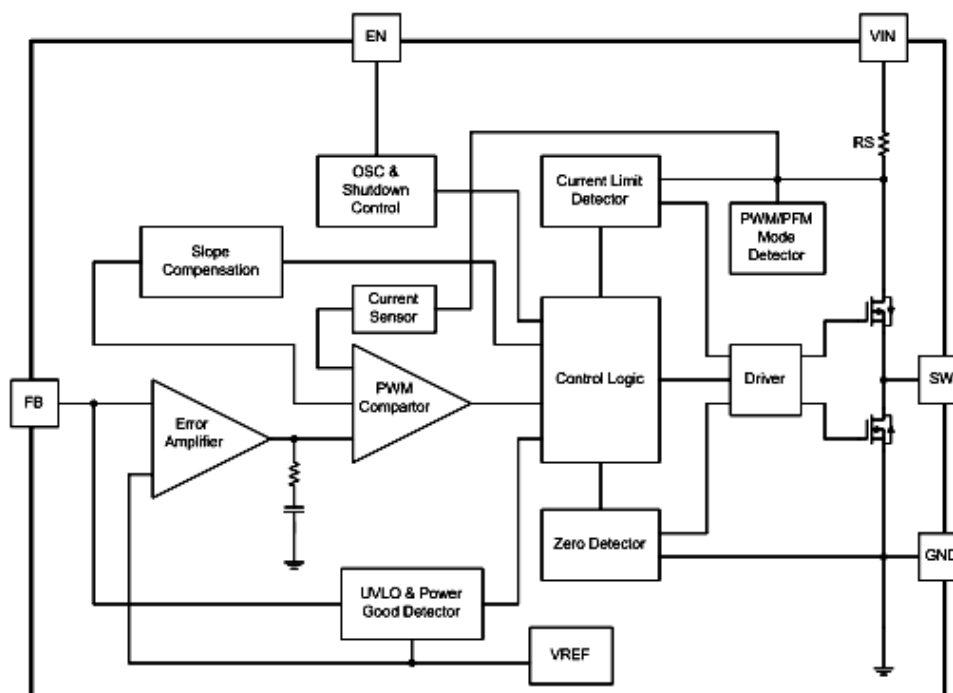 EN
VIN
RS
OSC &
Shutdown
Control
Current Limit
Detector
PWM/PFM
Mode
Detector
Slope
Compensation
Current
Sensor
FB
Error
Amplifier
PWM
Compartor
Control Logic
Driver
SW
Zero Detector
GND
UVLO & Power
Good Detector
VREF